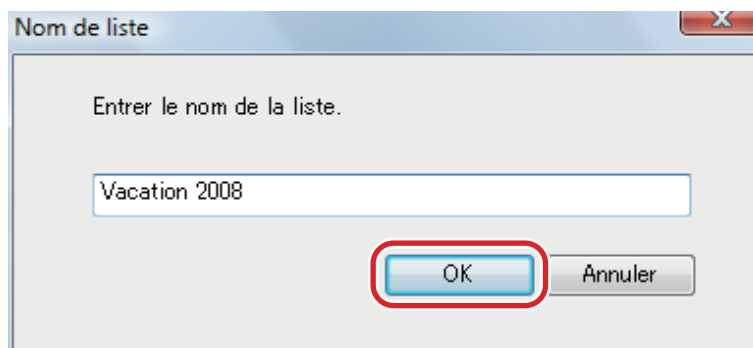 Nom de liste
Entrer le nom de la liste.
Vacation 2008
OK Annuler